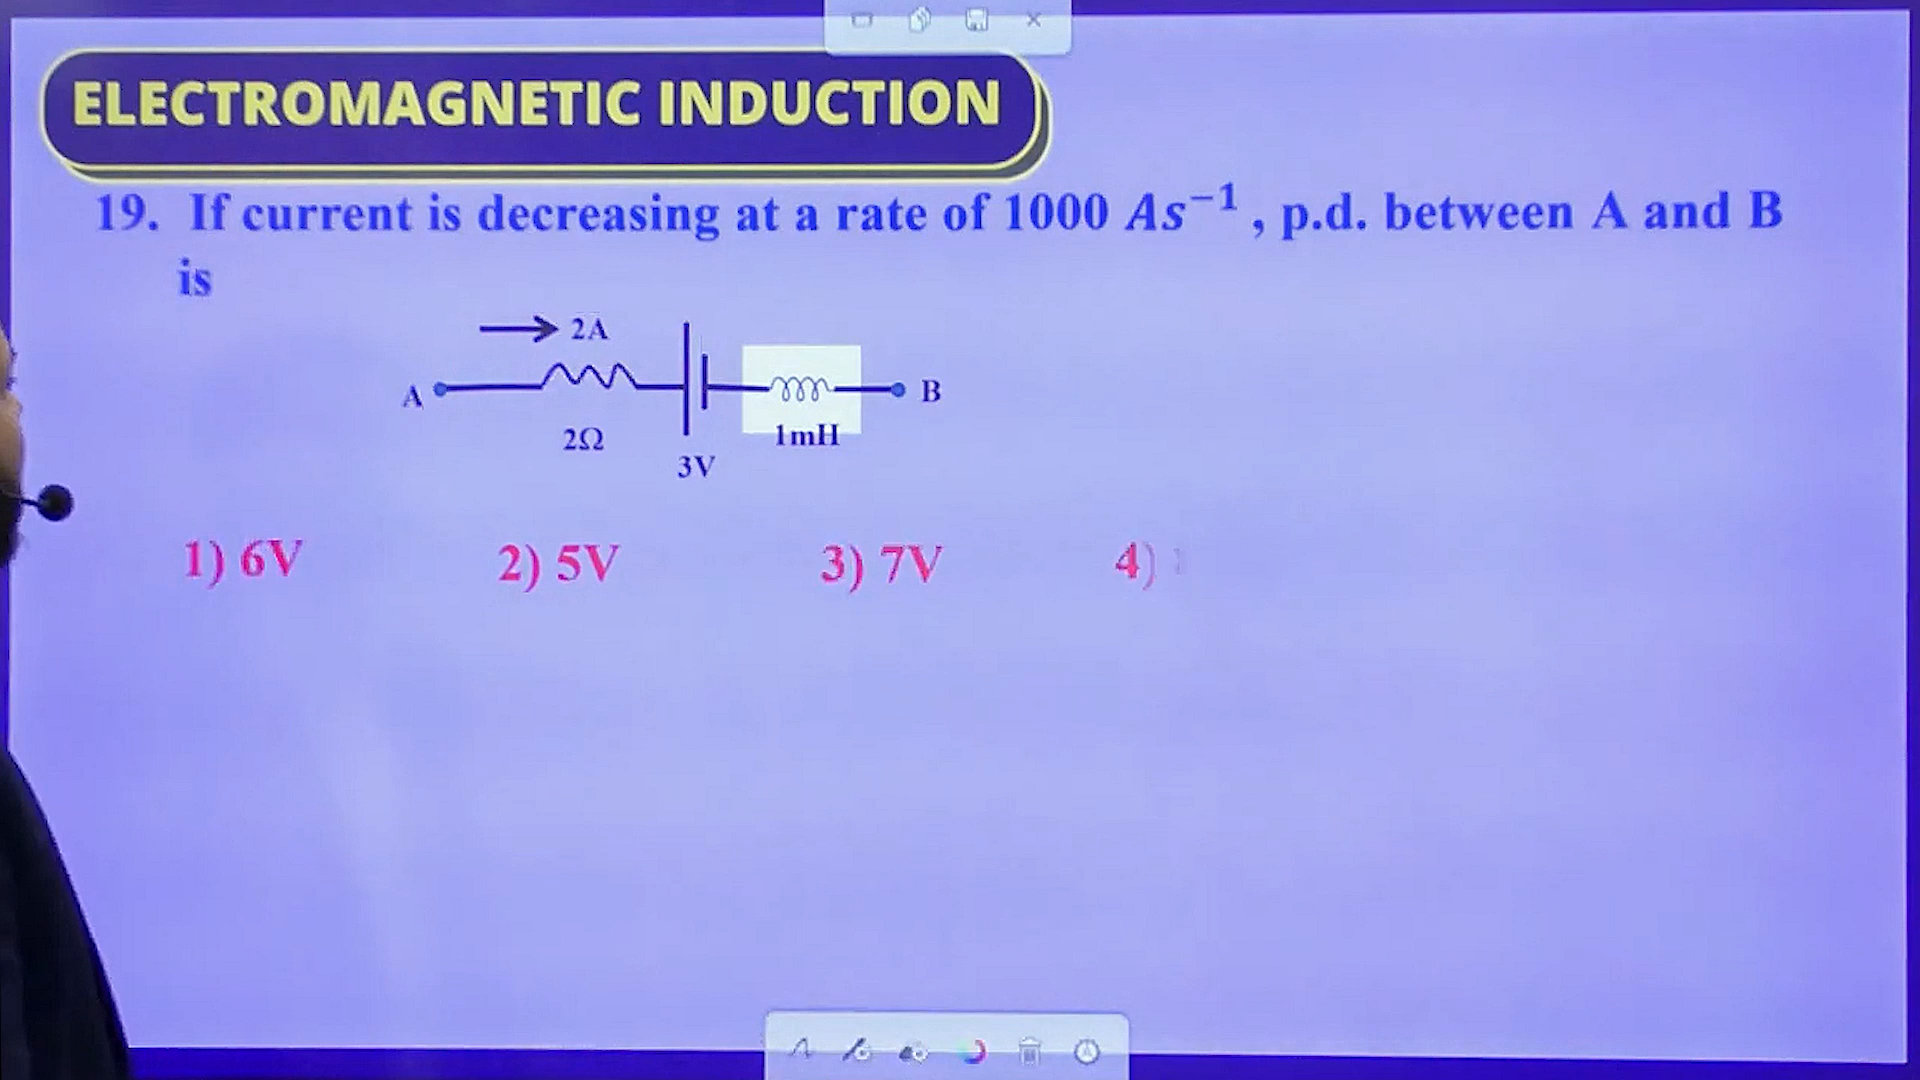 ELECTROMAGNETIC INDUCTION
19. If current is decreasing at a rate of 1000 As⁻¹, p.d. between A and B
is
2A
A
B
2Ω
1mH
3V
1) 6V 2) 5V 3) 7V 4)